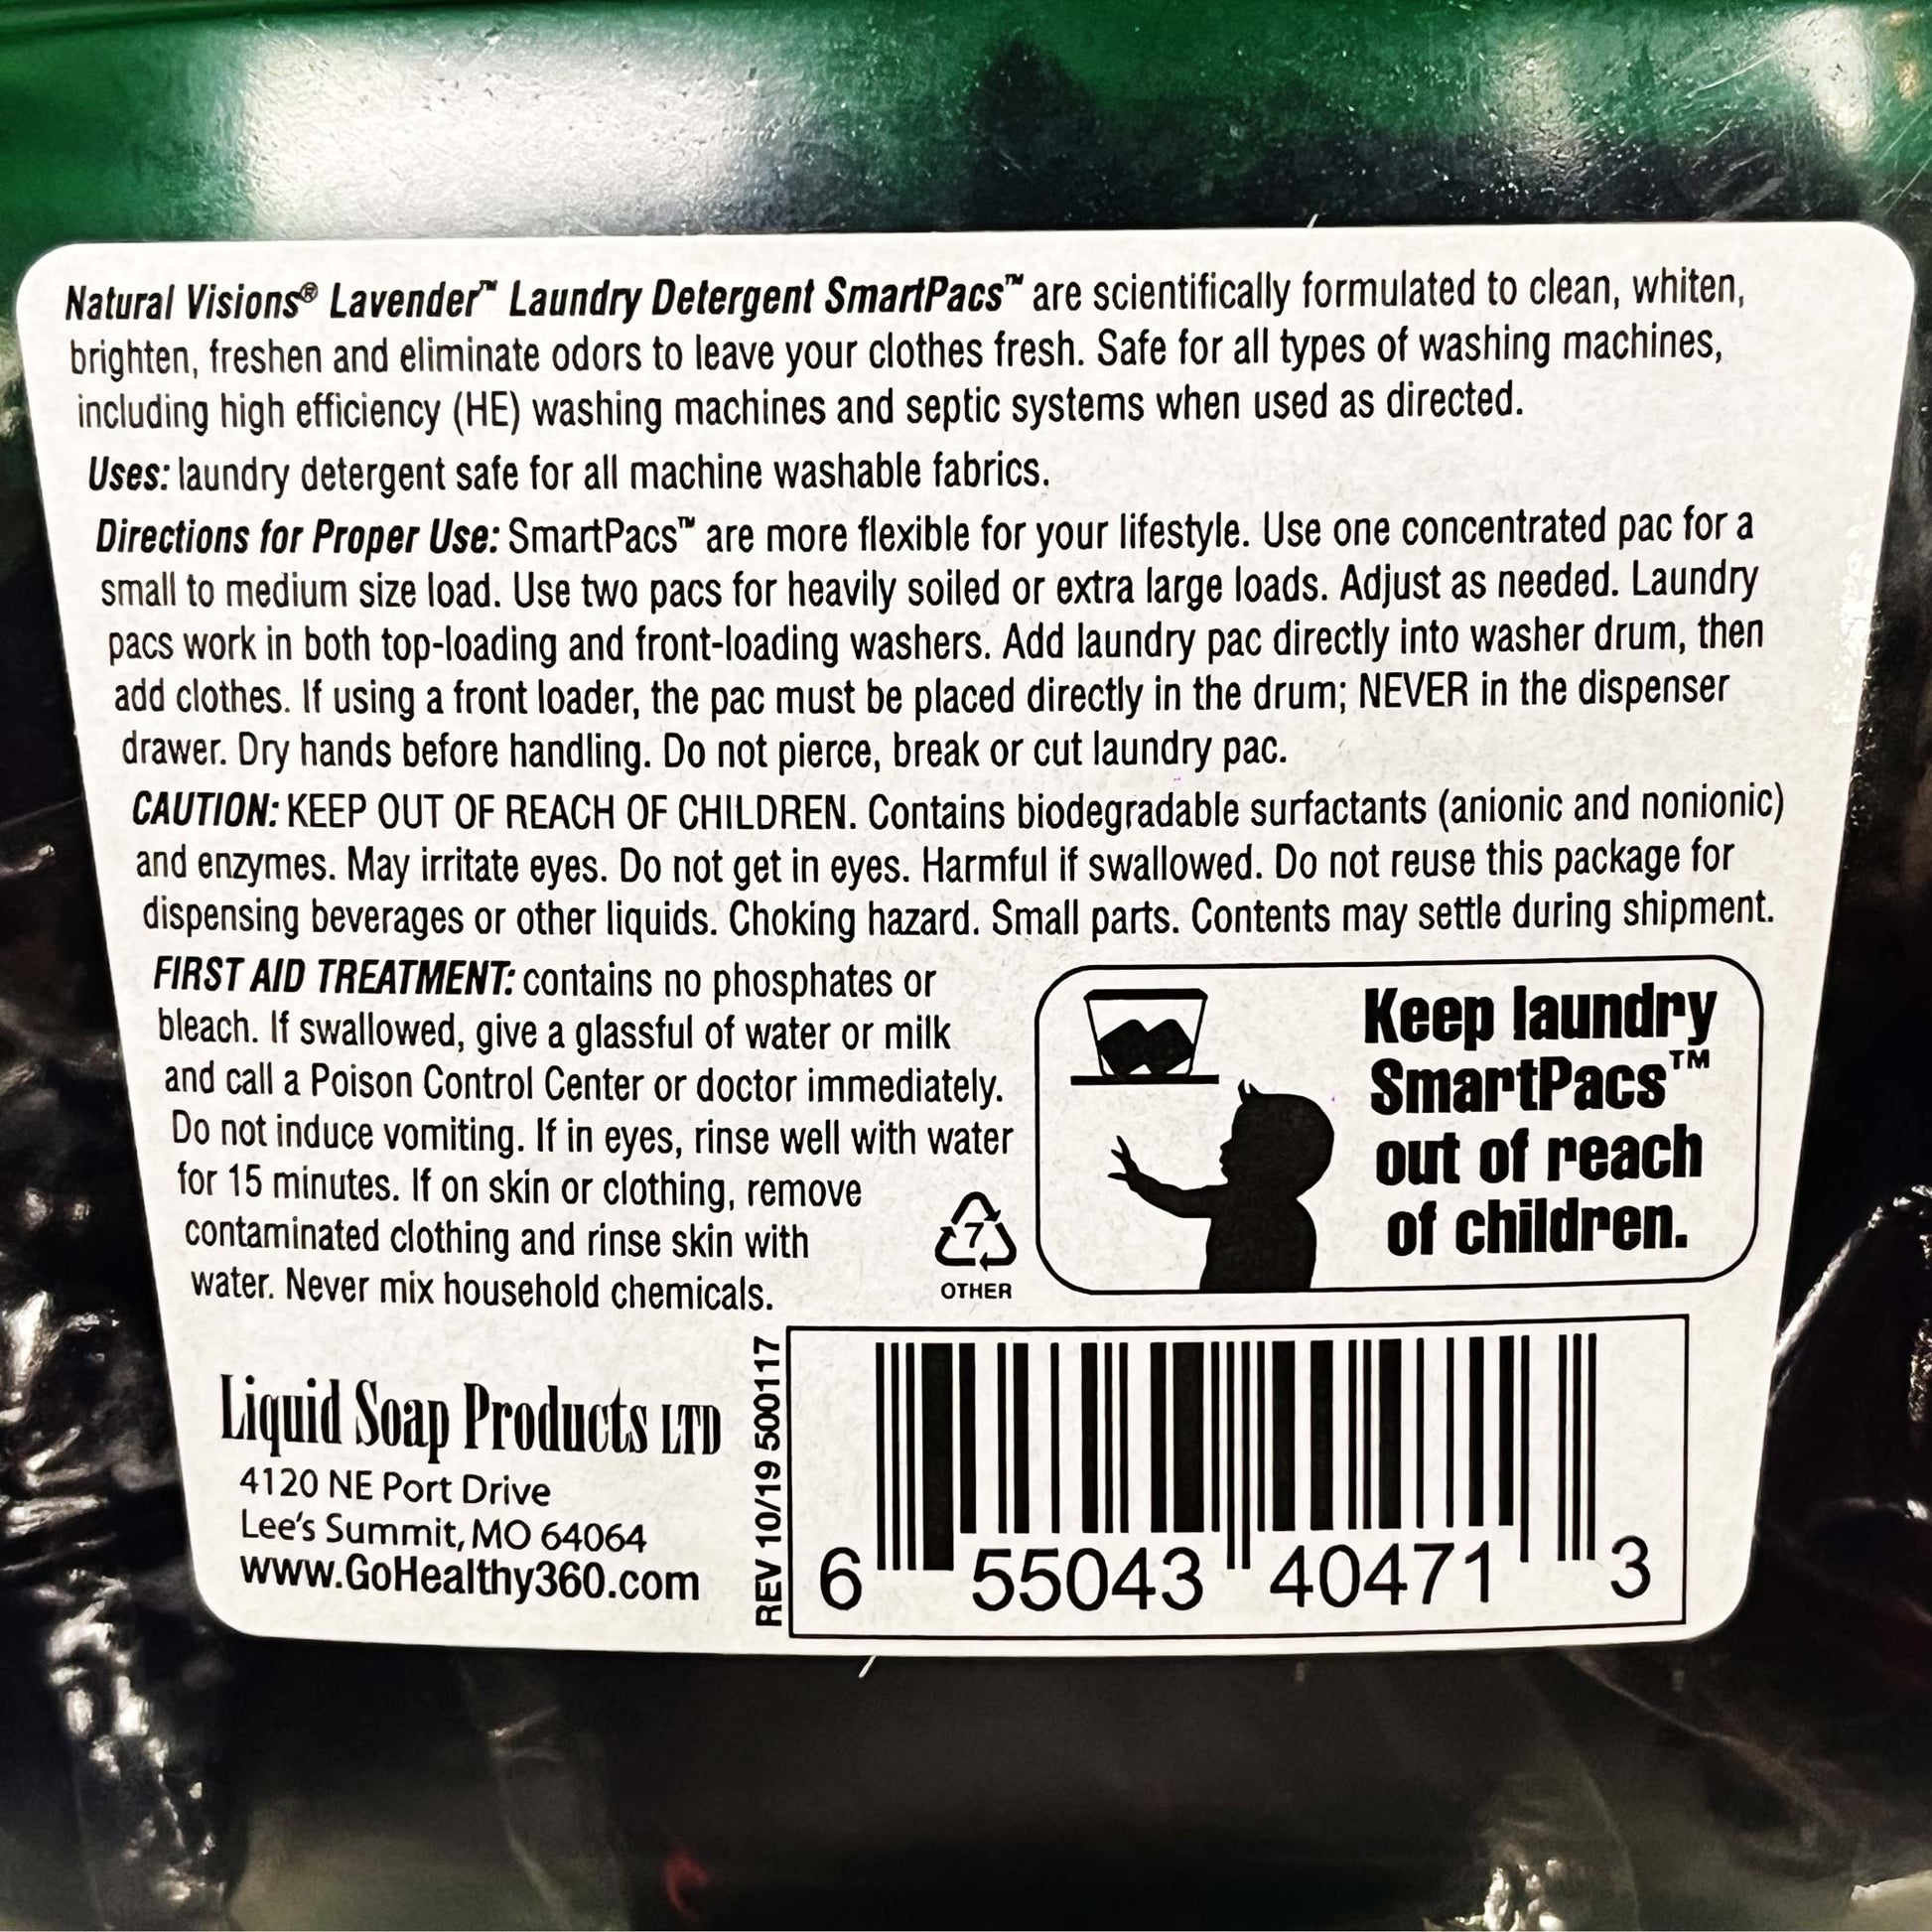 Natural Visions® Lavender™ Laundry Detergent SmartPacs™ are scientifically formulated to clean, whiten,
brighten, freshen and eliminate odors to leave your clothes fresh. Safe for all types of washing machines,
including high efficiency (HE) washing machines and septic systems when used as directed.
Uses: laundry detergent safe for all machine washable fabrics.
Directions for Proper Use: SmartPacs™ are more flexible for your lifestyle. Use one concentrated pac for a
small to medium size load. Use two pacs for heavily soiled or extra large loads. Adjust as needed. Laundry
pacs work in both top-loading and front-loading washers. Add laundry pac directly into washer drum, then
add clothes. If using a front loader, the pac must be placed directly in the drum; NEVER in the dispenser
drawer. Dry hands before handling. Do not pierce, break or cut laundry pac.
CAUTION: KEEP OUT OF REACH OF CHILDREN. Contains biodegradable surfactants (anionic and nonionic)
and enzymes. May irritate eyes. Do not get in eyes. Harmful if swallowed. Do not reuse this package for
dispensing beverages or other liquids. Choking hazard. Small parts. Contents may settle during shipment.
FIRST AID TREATMENT: contains no phosphates or
bleach. If swallowed, give a glassful of water or milk
and call a Poison Control Center or doctor immediately.
Do not induce vomiting. If in eyes, rinse well with water
for 15 minutes. If on skin or clothing, remove
contaminated clothing and rinse skin with
water. Never mix household chemicals.
7
OTHER
Keep laundry
SmartPacs™
out of reach
of children.
Liquid Soap Products LTD
4120 NE Port Drive
Lee's Summit, MO 64064
www.GoHealthy360.com
REV 10/19 500117
6 55043 40471 3